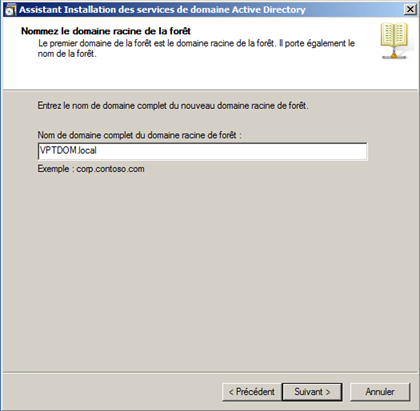 Assistant Installation des services de domaine Active Directory
Nommez le domaine racine de la forêt
Le premier domaine de la forêt est le domaine racine de la forêt. Il porte également le
nom de la forêt.
Entrez le nom de domaine complet du nouveau domaine racine de forêt.
Nom de domaine complet du domaine racine de forêt :
VPTDOM.local
Exemple : corp.contoso.com
< Précédent Suivant > Annuler